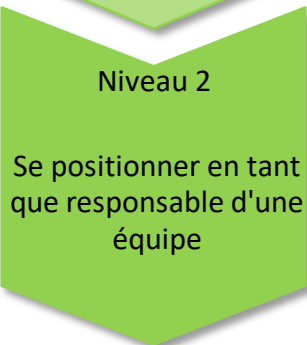 Niveau 2
Se positionner en tant
que responsable d'une
équipe